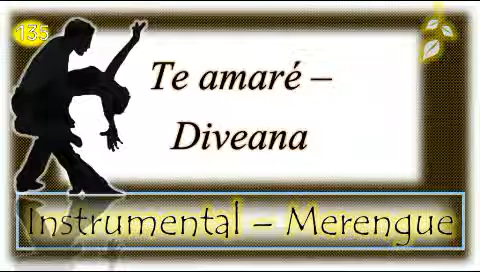 135
Te amaré –
Diveana
Instrumental – Merengue